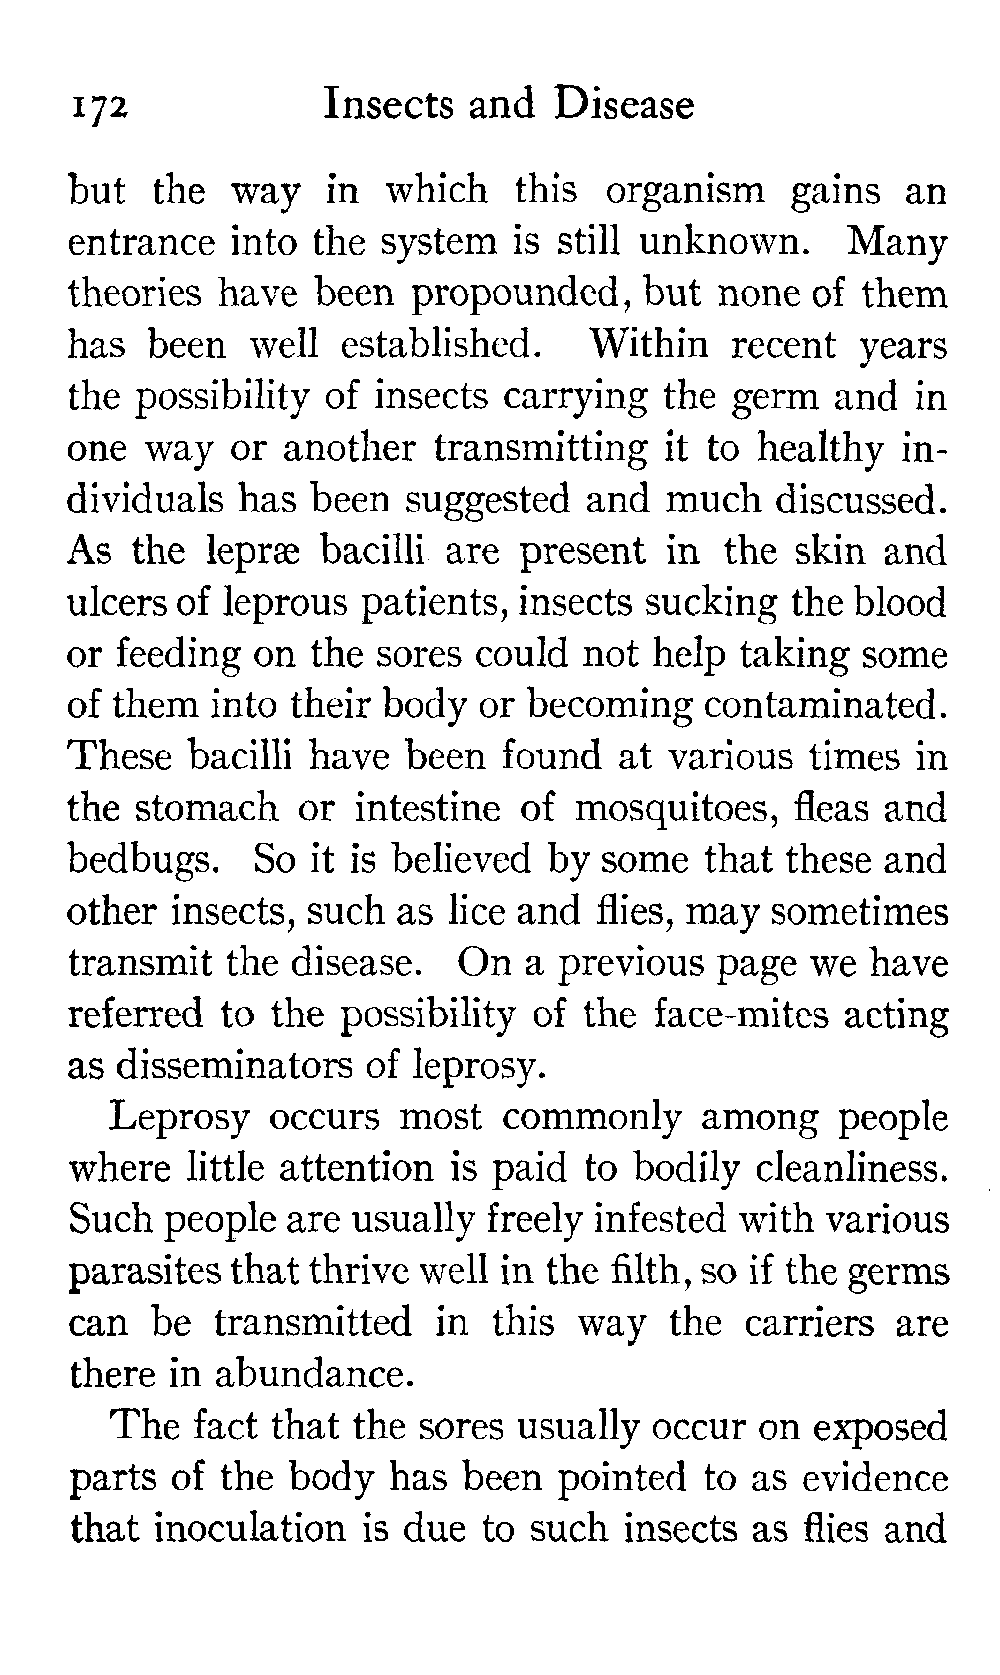 172 Insects and Disease
but the way in which this organism gains an
entrance into the system is still unknown. Many
theories have been propounded, but none of them
has been well established. Within recent years
the possibility of insects carrying the germ and in
one way or another transmitting it to healthy in-
dividuals has been suggested and much discussed.
As the lepræ bacilli are present in the skin and
ulcers of leprous patients, insects sucking the blood
or feeding on the sores could not help taking some
of them into their body or becoming contaminated.
These bacilli have been found at various times in
the stomach or intestine of mosquitoes, fleas and
bedbugs. So it is believed by some that these and
other insects, such as lice and flies, may sometimes
transmit the disease. On a previous page we have
referred to the possibility of the face-mites acting
as disseminators of leprosy.
Leprosy occurs most commonly among people
where little attention is paid to bodily cleanliness.
Such people are usually freely infested with various
parasites that thrive well in the filth, so if the germs
can be transmitted in this way the carriers are
there in abundance.
The fact that the sores usually occur on exposed
parts of the body has been pointed to as evidence
that inoculation is due to such insects as flies and